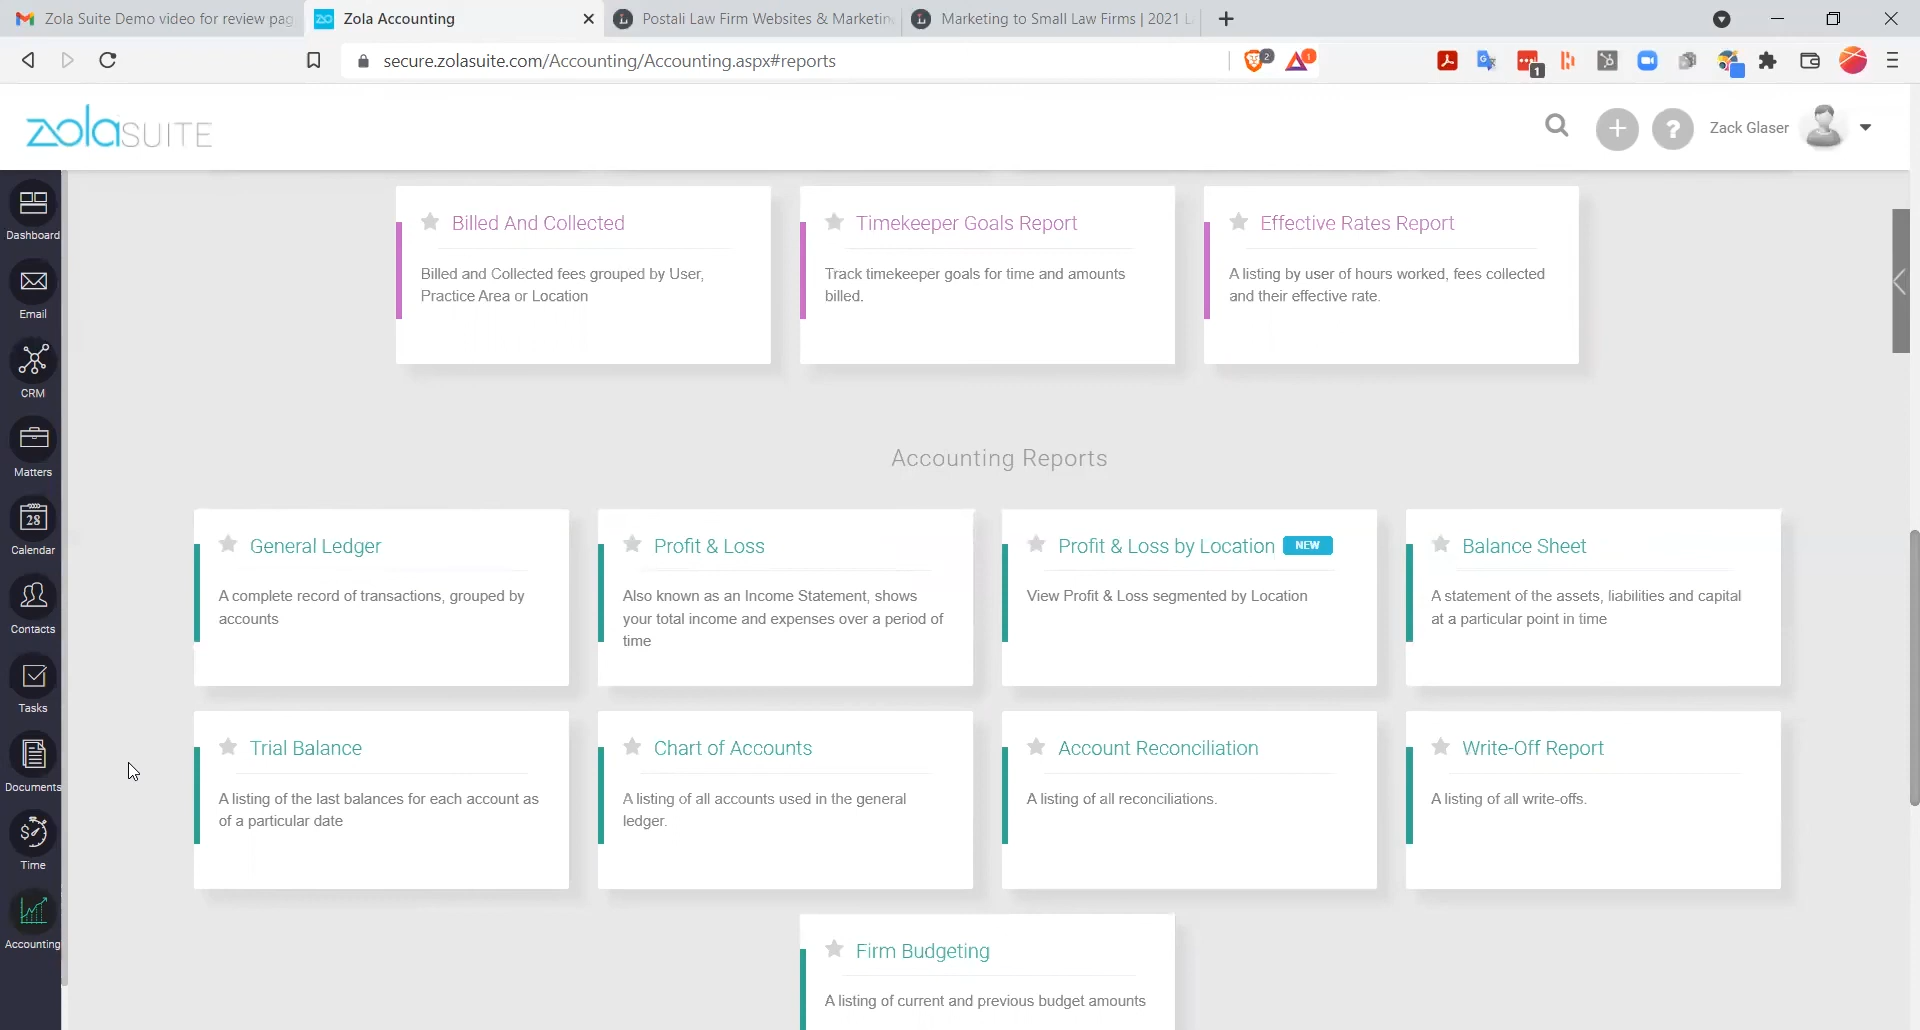 Zola Suite Demo video for review pag
Zola Accounting
Postali Law Firm Websites & Marketin
Marketing to Small Law Firms | 2021 L
secure.zolasuite.com/Accounting/Accounting.aspx#reports
2
1
1
zolaSUITE
Zack Glaser
Dashboard
Email
CRM
Matters
28
Calendar
Contacts
Tasks
Documents
Time
Accounting
Billed And Collected
Billed and Collected fees grouped by User,
Practice Area or Location
Timekeeper Goals Report
Track timekeeper goals for time and amounts
billed.
Effective Rates Report
A listing by user of hours worked, fees collected
and their effective rate.
Accounting Reports
General Ledger
A complete record of transactions, grouped by
accounts
Profit & Loss
Also known as an Income Statement, shows
your total income and expenses over a period of
time
Profit & Loss by Location NEW
View Profit & Loss segmented by Location
Balance Sheet
A statement of the assets, liabilities and capital
at a particular point in time
Trial Balance
A listing of the last balances for each account as
of a particular date
Chart of Accounts
A listing of all accounts used in the general
ledger.
Account Reconciliation
A listing of all reconciliations.
Write-Off Report
A listing of all write-offs.
Firm Budgeting
A listing of current and previous budget amounts